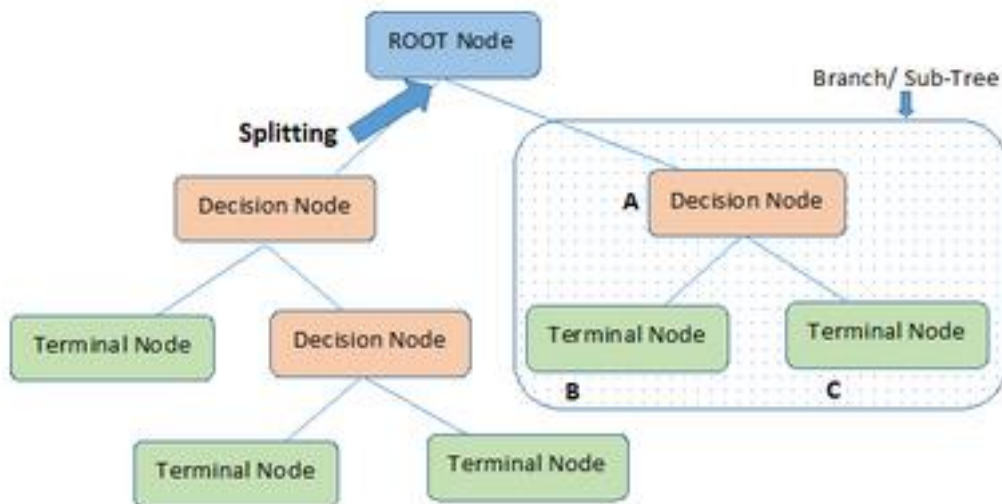 ROOT Node
Branch/ Sub-Tree
Splitting
Decision Node
A
Decision Node
Terminal Node
Decision Node
Terminal Node
Terminal Node
B
C
Terminal Node
Terminal Node